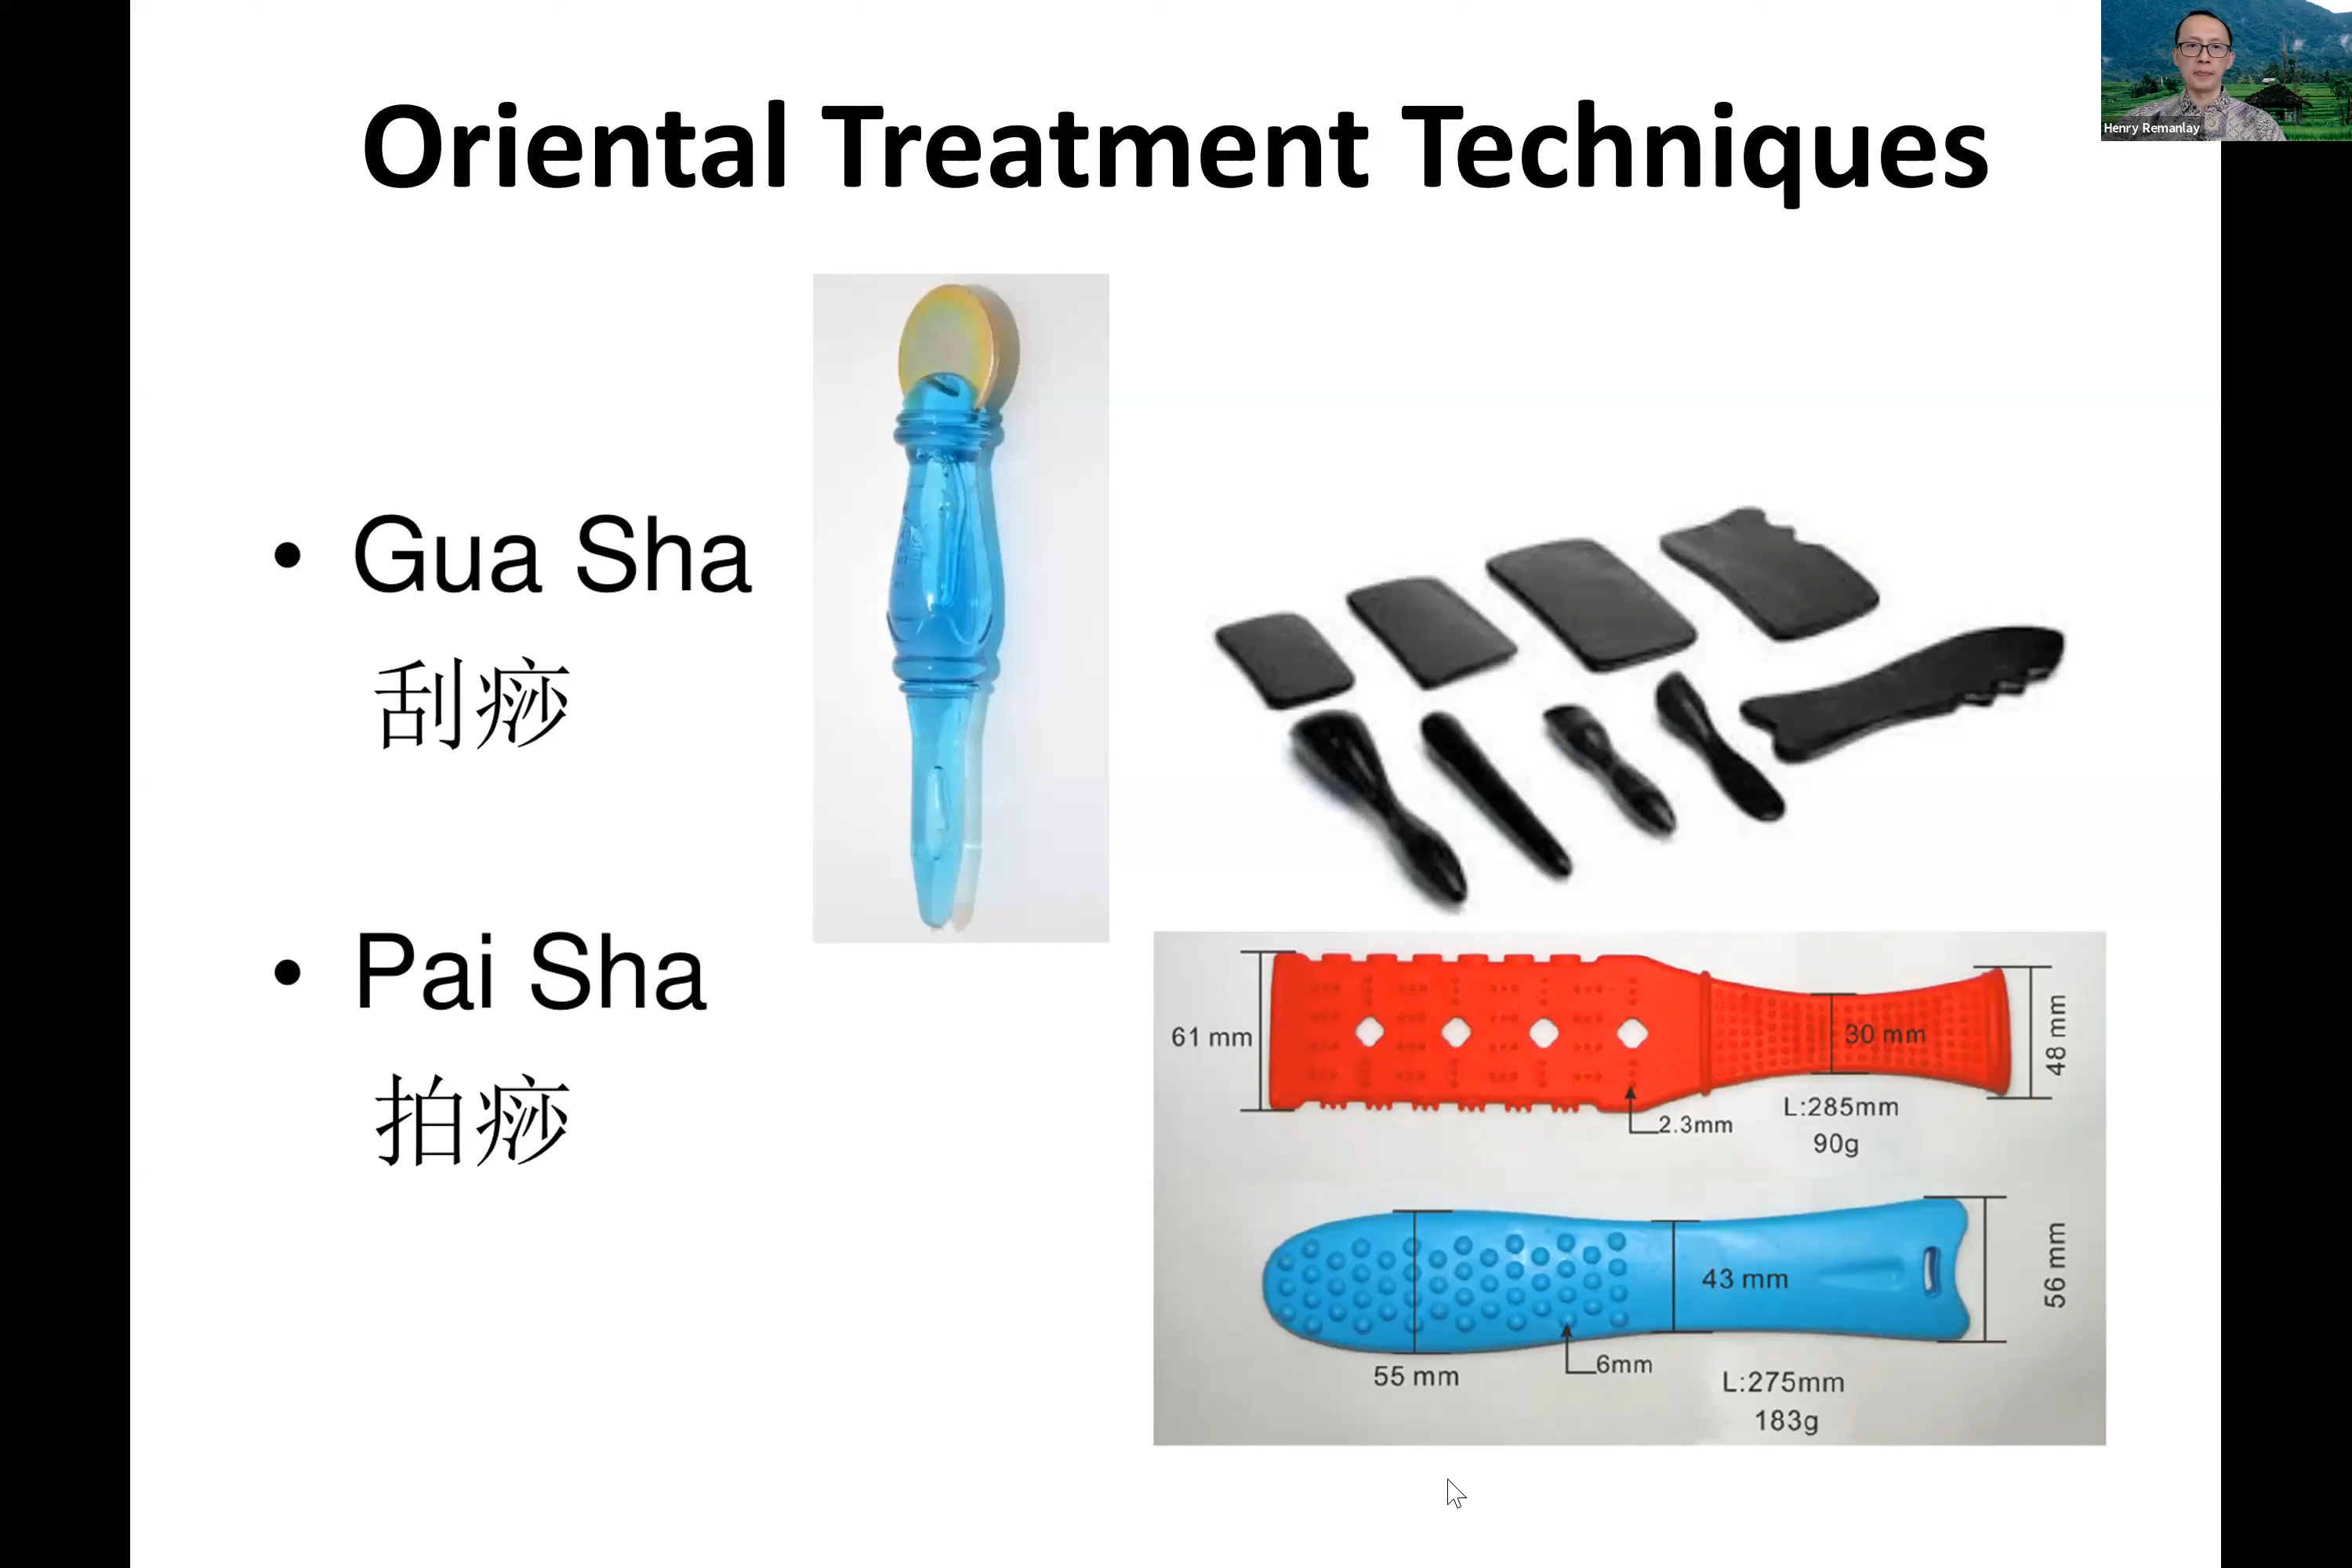 Oriental Treatment Techniques
Henry Remanlay
• Gua Sha
刮痧
• Pai Sha
拍痧
61 mm
30 mm
48 mm
2.3mm
L:285mm
90g
43 mm
56 mm
55 mm
6mm
L:275mm
183g